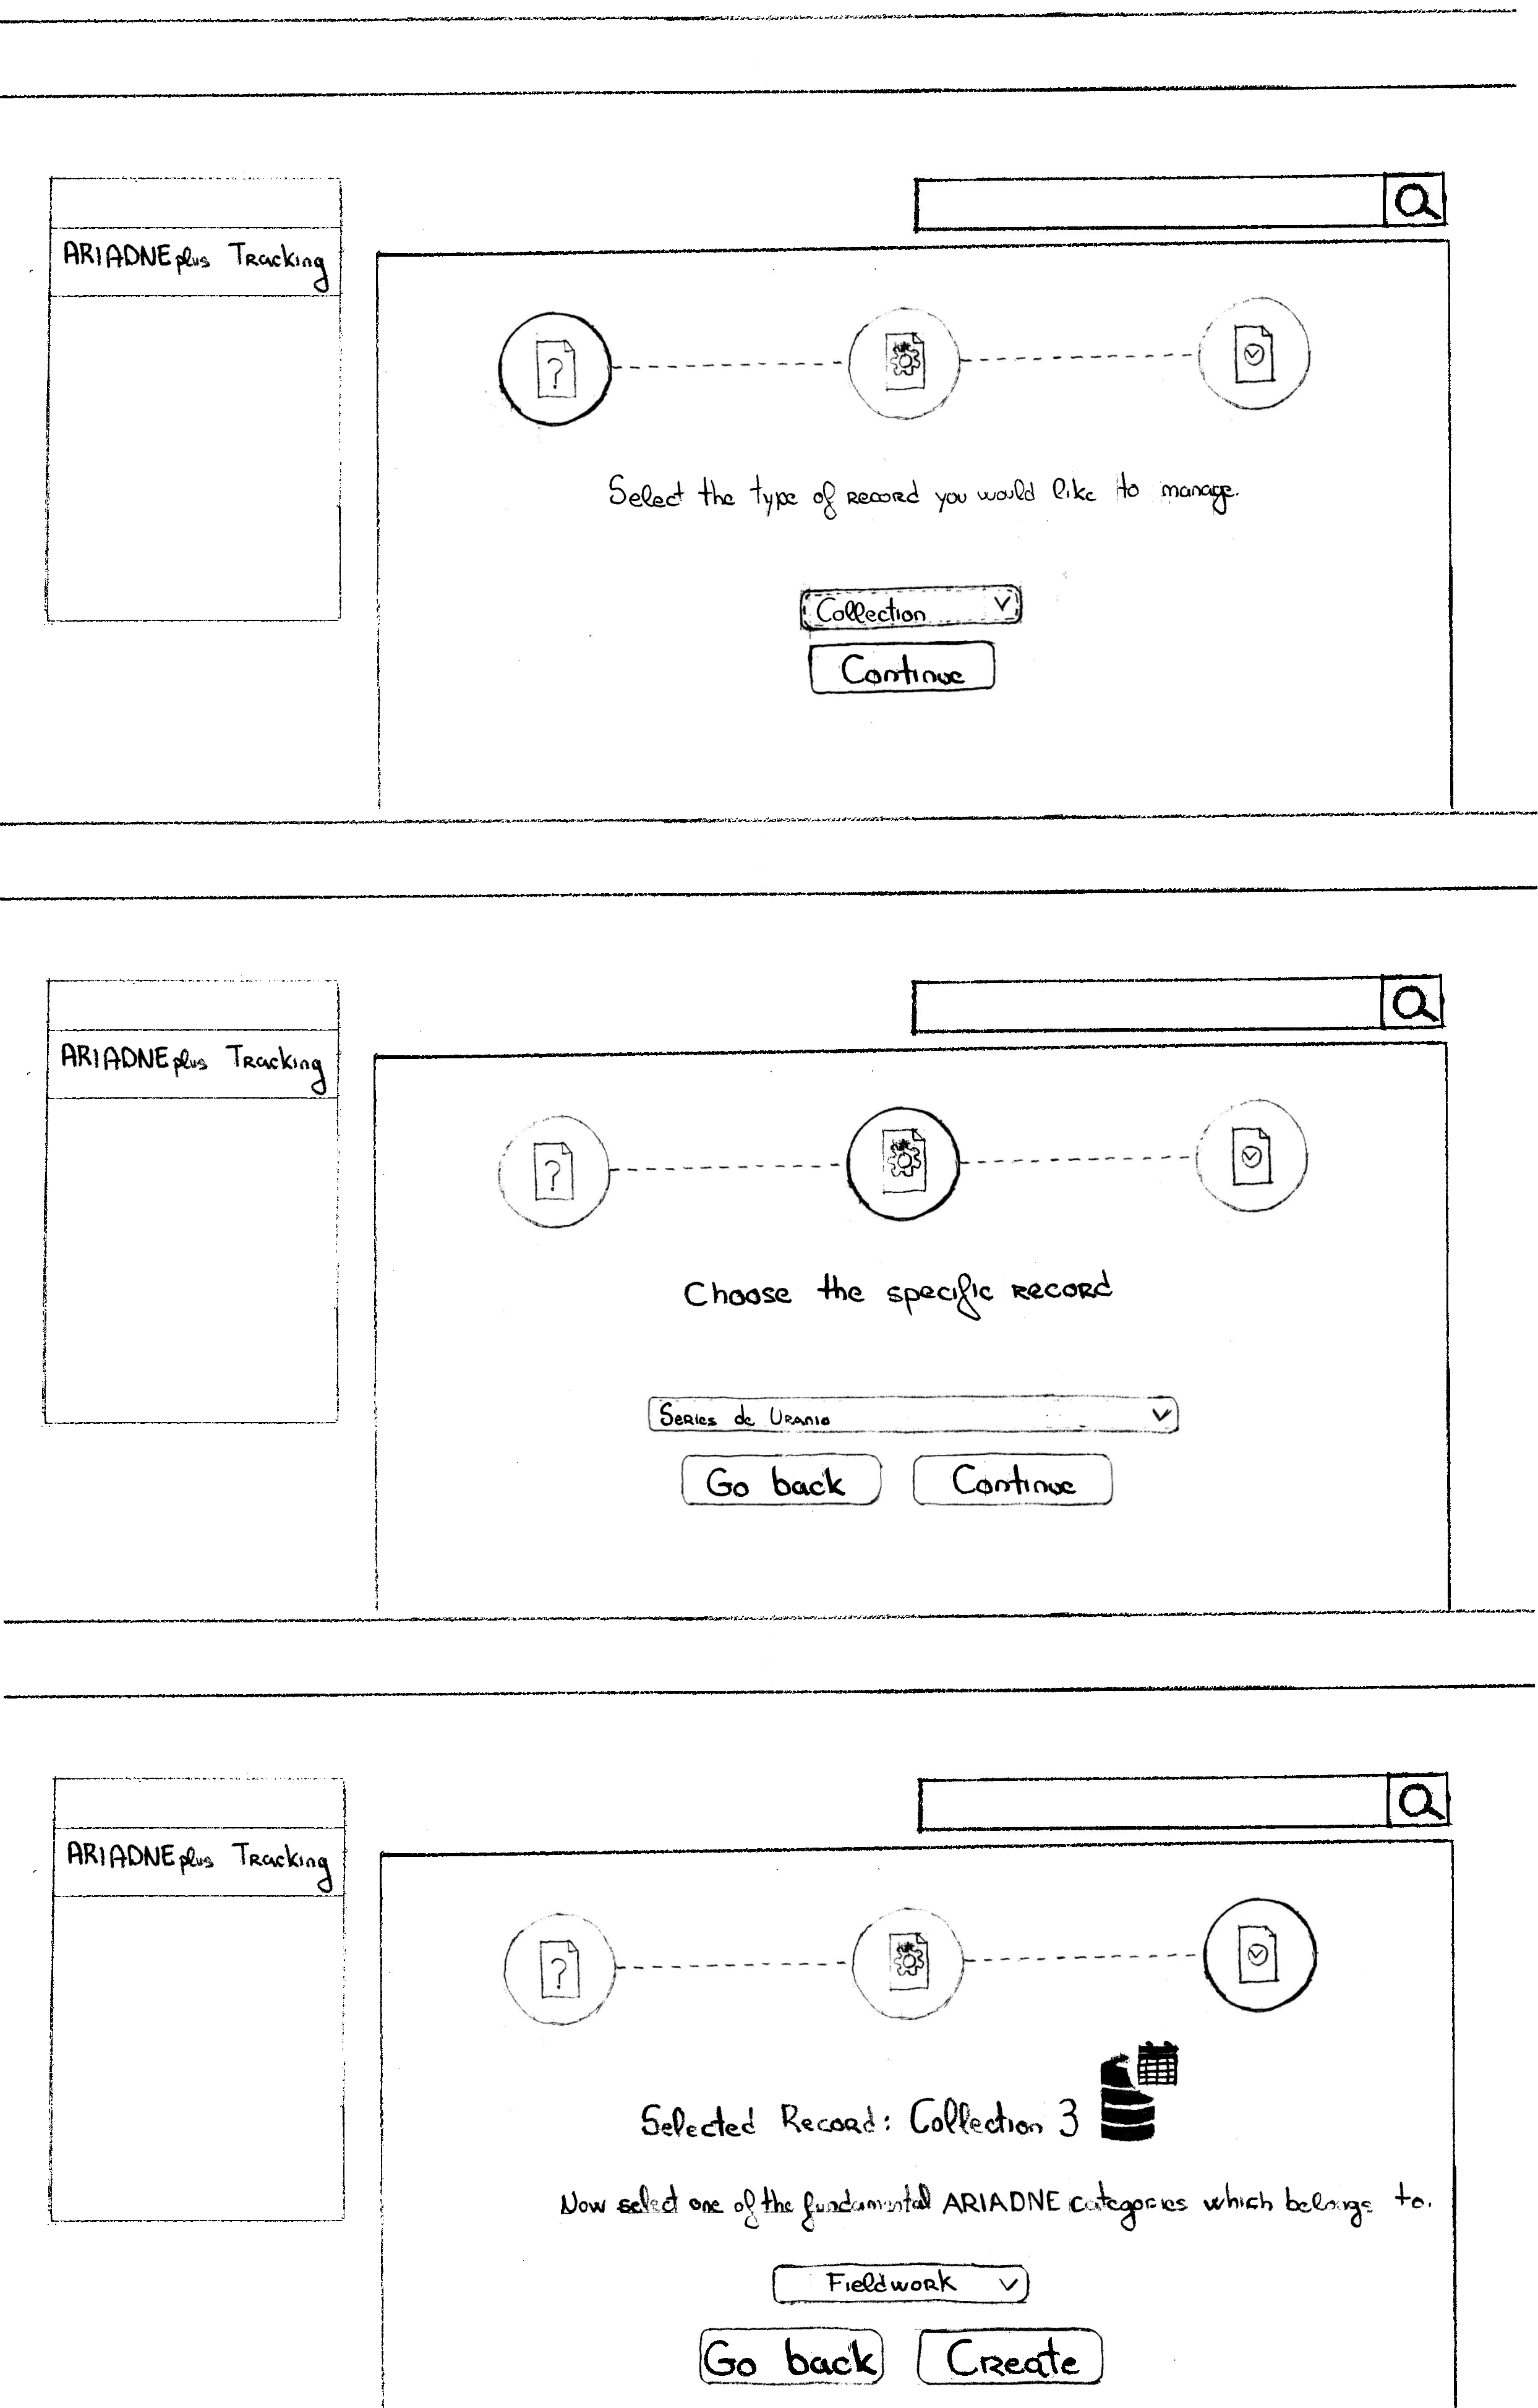 ARIADNEplus Tracking
Select the type of record you would like to manage.
Collection
Continue
ARIADNEplus Tracking
Choose the specific record
Series de Uranio
Go back Continue
ARIADNEplus Tracking
Selected Record: Collection 3
Now select one of the fundamental ARIADNE categories which belongs to.
Fieldwork
Go back Create